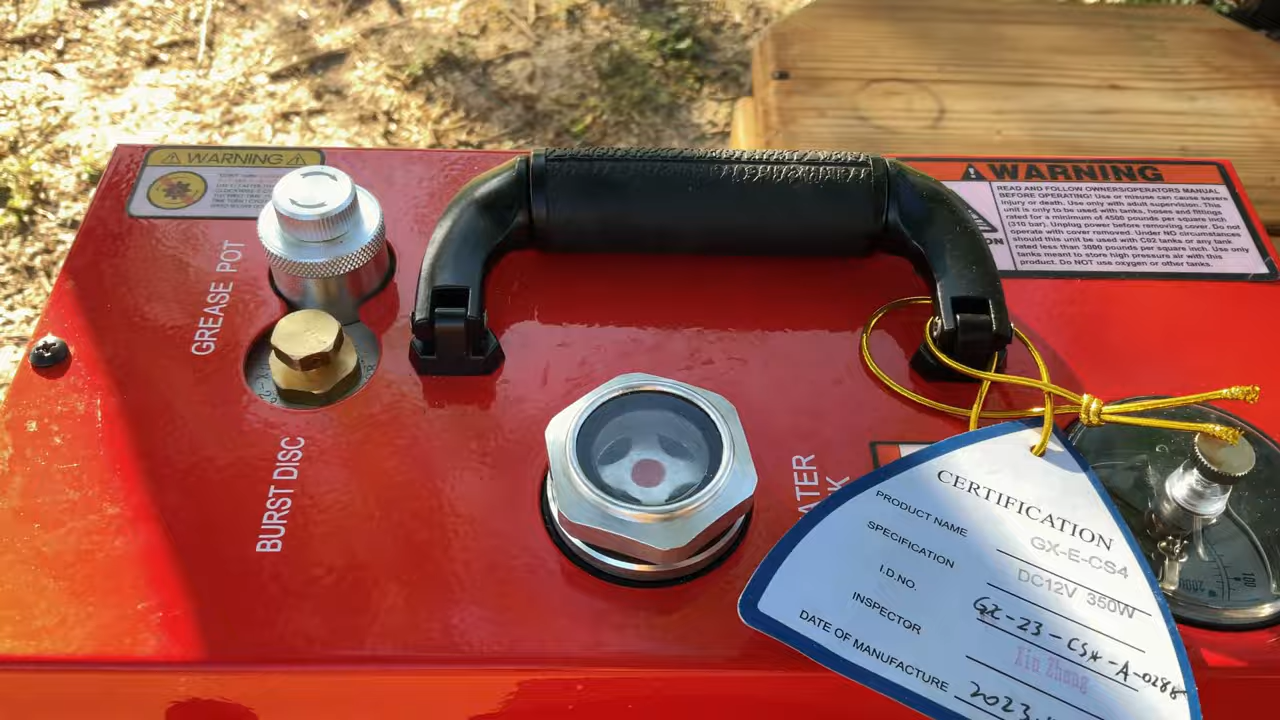 WARNING
WARNING
READ AND FOLLOW OWNERS/OPERATORS MANUAL
BEFORE OPERATING! Use or misuse can cause severe
injury or death. Use only with adult supervision. This
unit is only to be used with tanks, hoses and fittings
rated for a minimum of 4500 pounds per square inch
(310 bar). Unplug power before removing cover. Do not
operate with cover removed. Under NO circumstances
should this unit be used with C02 tanks or any tank
rated less than 3000 pounds per square inch. Use only
tanks meant to store high pressure air with this
product. Do NOT use oxygen or other tanks.
GREASE POT
BURST DISC
ATER
CERTIFICATION
PRODUCT NAME GX-E-CS4
SPECIFICATION DC12V 350W
I.D.NO. GX-23-CS4-A-0288
INSPECTOR Xin Zheng
DATE OF MANUFACTURE 2023.
100
2000